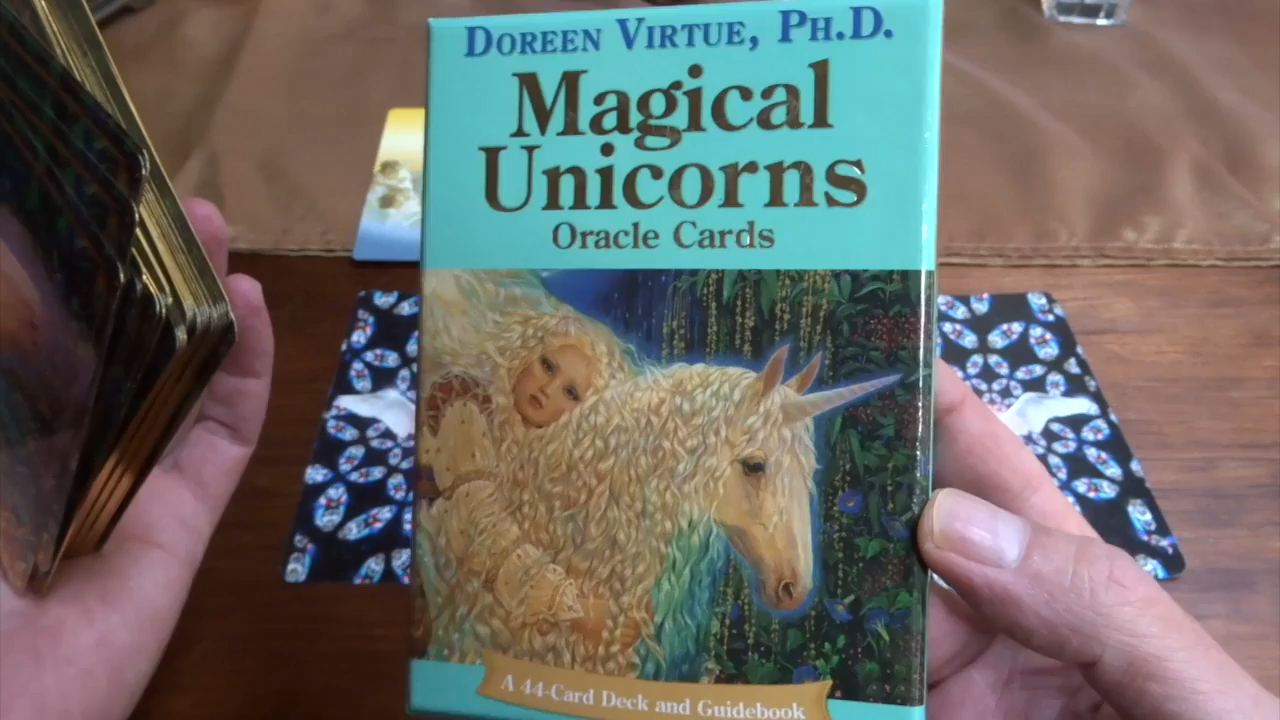 DOREEN VIRTUE, PH.D.
Magical
Unicorns
Oracle Cards
A 44-Card Deck and Guidebook